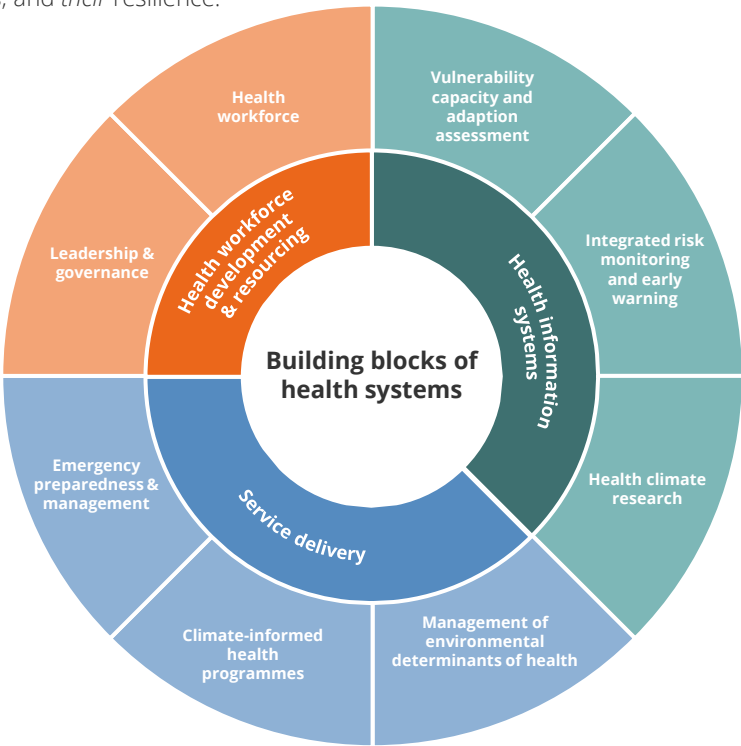 and their resilience.
Health
workforce
Vulnerability
capacity and
adaption
assessment
Leadership &
governance
Health workforce
development
& resourcing
Health information
systems
Integrated risk
monitoring
and early
warning
Building blocks of
health systems
Emergency
preparedness &
management
Service delivery
Health climate
research
Climate-informed
health
programmes
Management of
environmental
determinants of health